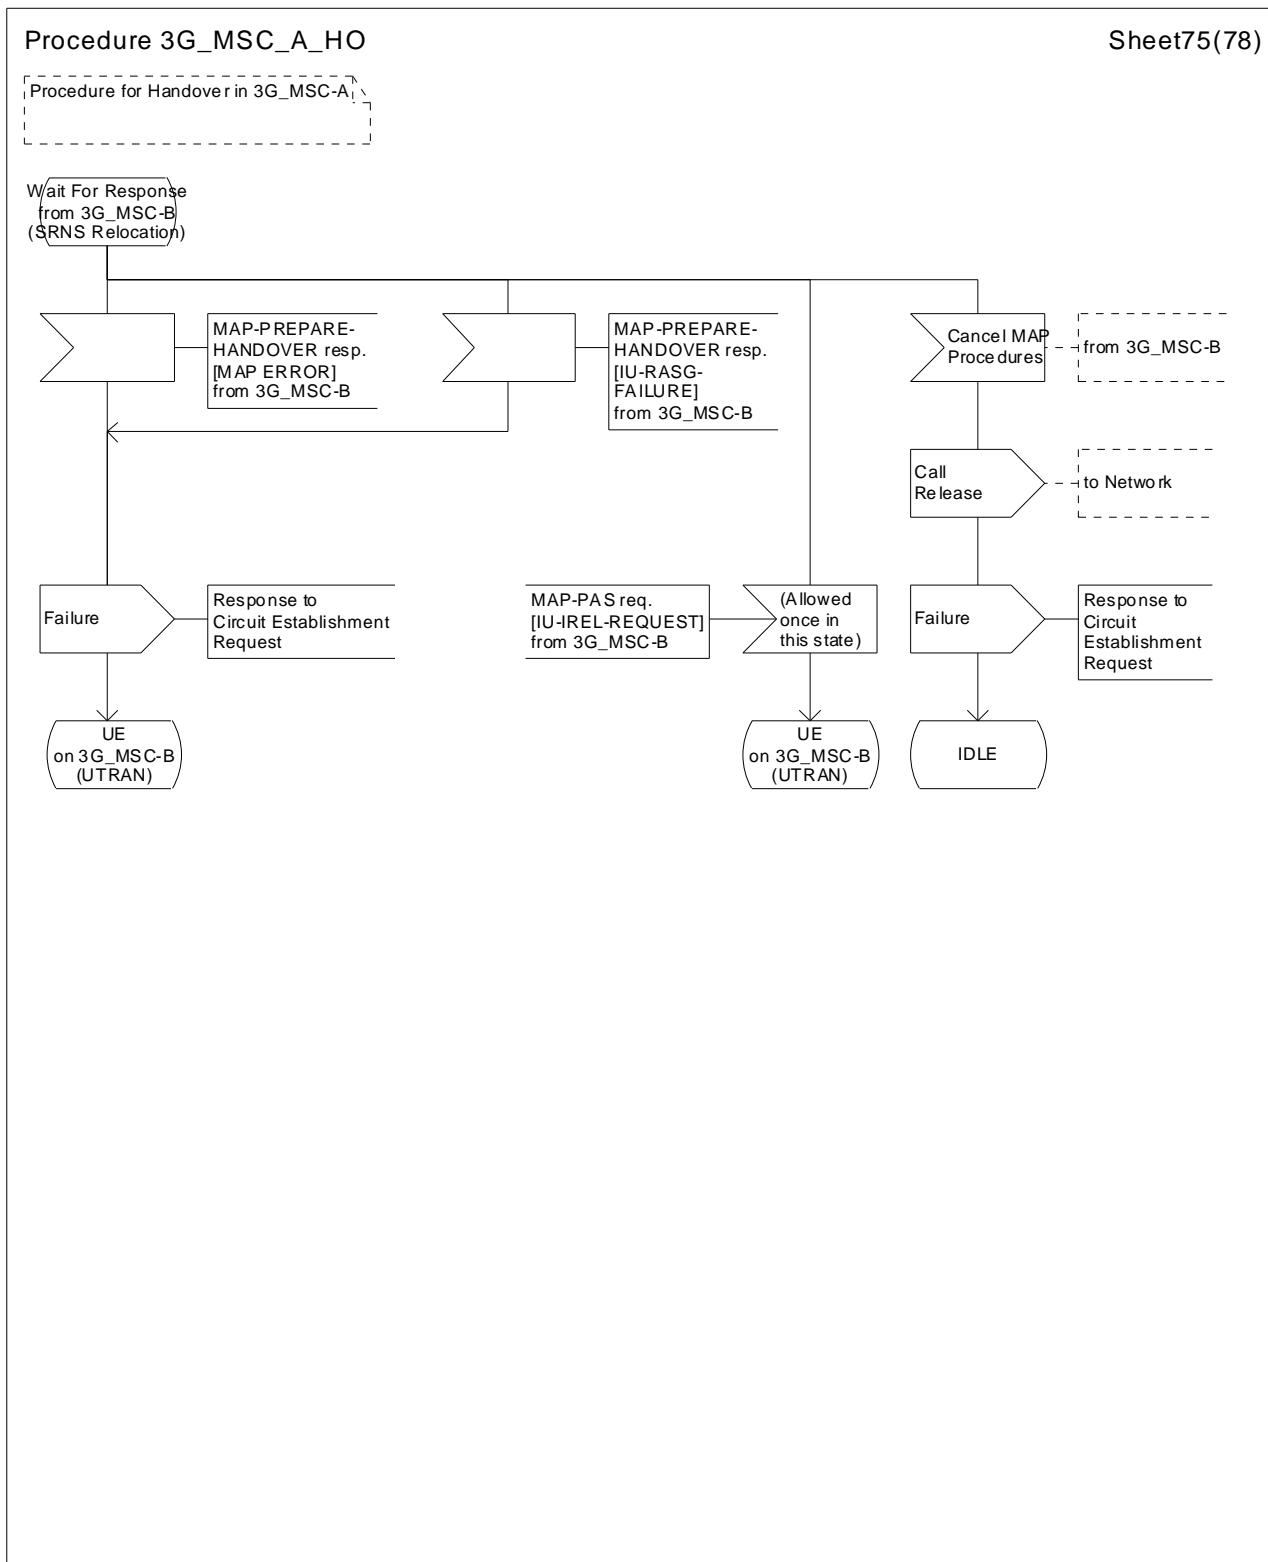 Procedure 3G_MSC_A_HO
Sheet75(78)
Procedure for Handover in 3G_MSC-A
Wait For Response
from 3G_MSC-B
(SRNS Relocation)
MAP-PREPARE-
HANDOVER resp.
[MAP ERROR]
from 3G_MSC-B
MAP-PREPARE-
HANDOVER resp.
[IU-RASG-
FAILURE]
from 3G_MSC-B
Cancel MAP
Procedures
from 3G_MSC-B
Call
Release
to Network
Failure
Response to
Circuit Establishment
Request
MAP-PAS req.
[IU-IREL-REQUEST]
from 3G_MSC-B
(Allowed
once in
this state)
Failure
Response to
Circuit
Establishment
Request
UE
on 3G_MSC-B
(UTRAN)
UE
on 3G_MSC-B
(UTRAN)
IDLE